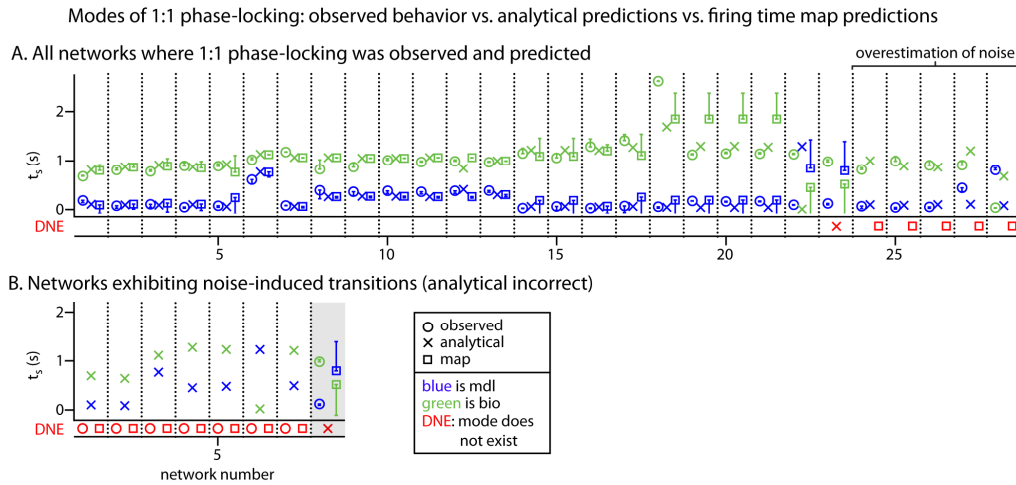 Modes of 1:1 phase-locking: observed behavior vs. analytical predictions vs. firing time map predictions
A. All networks where 1:1 phase-locking was observed and predicted
overestimation of noise
2
1
0
t_s (s)
DNE
5
10
15
20
25
B. Networks exhibiting noise-induced transitions (analytical incorrect)
2
1
0
t_s (s)
DNE
5
network number
observed
analytical
map
blue is mdl
green is bio
DNE: mode does
not exist